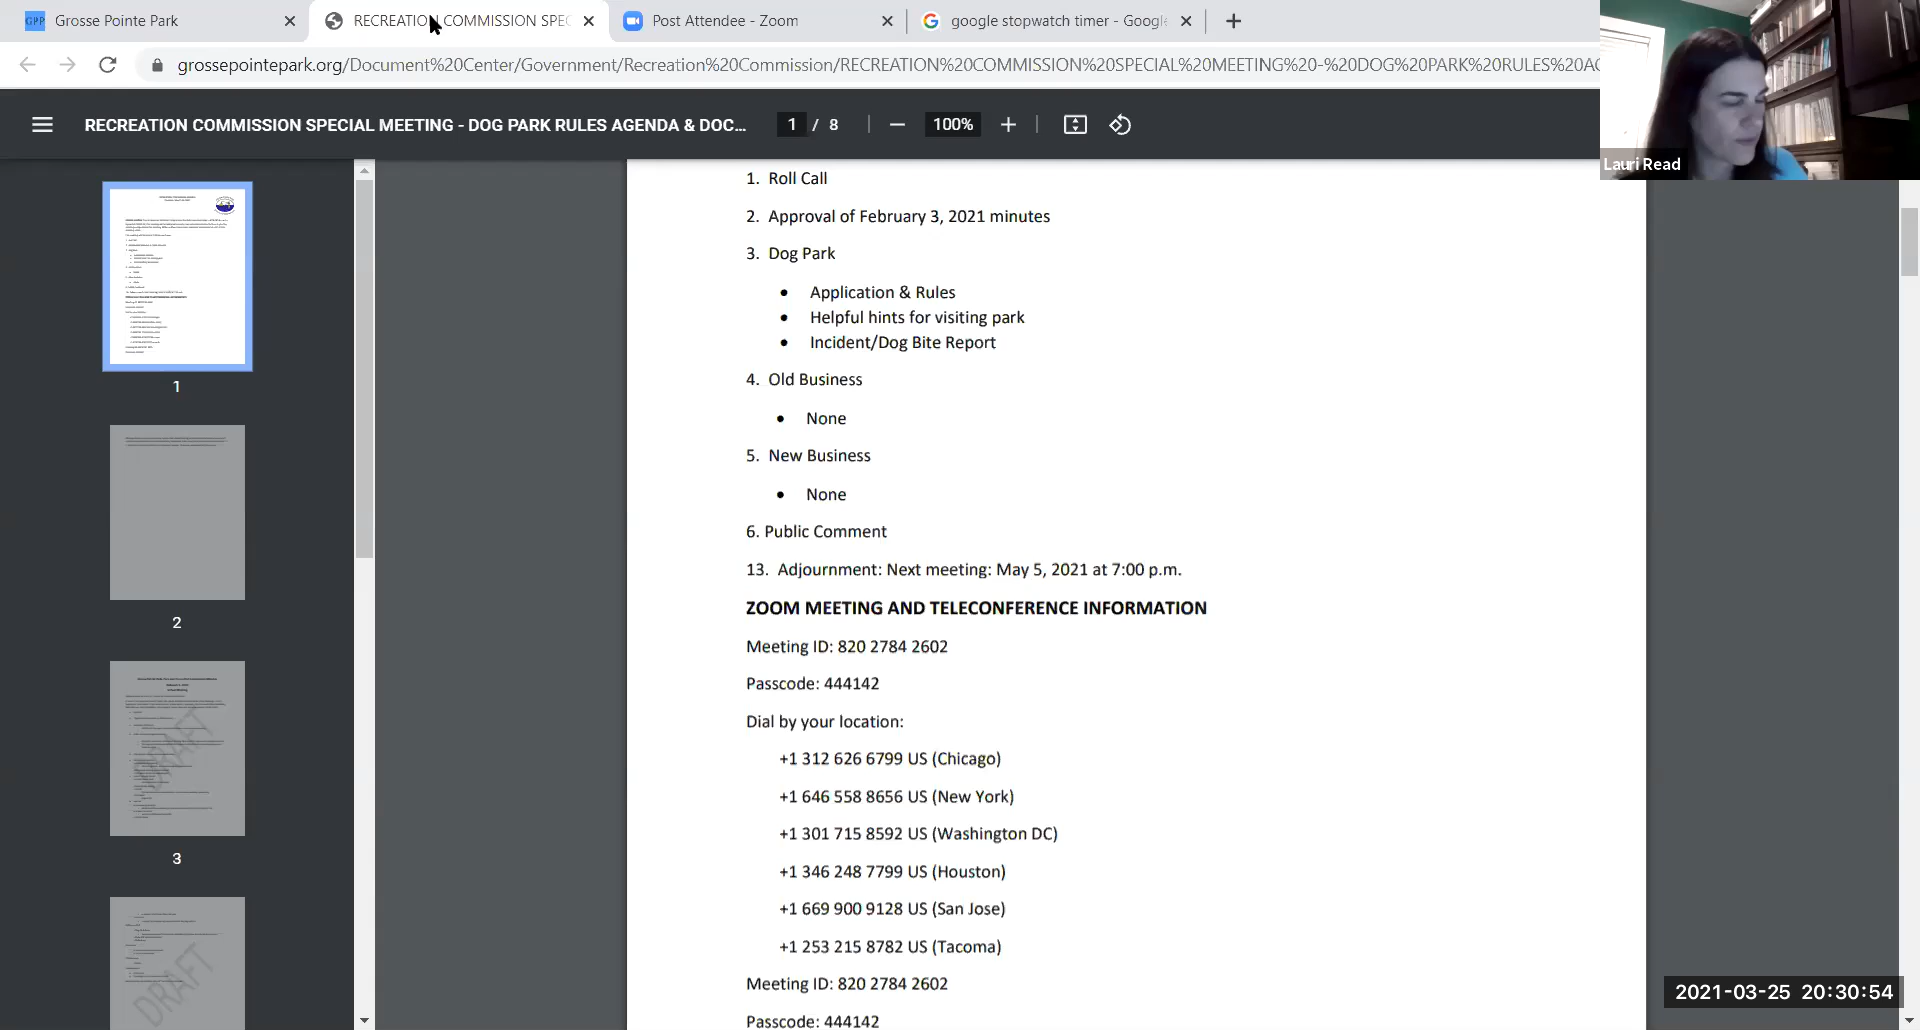 Grosse Pointe Park
RECREATION COMMISSION SPEC
Post Attendee - Zoom
google stopwatch timer - Google
grossepointepark.org/Document%20Center/Government/Recreation%20Commission/RECREATION%20COMMISSION%20SPECIAL%20MEETING%20-%20DOG%20PARK%20RULES%20AG
RECREATION COMMISSION SPECIAL MEETING - DOG PARK RULES AGENDA & DOC...
1 / 8
100%
Lauri Read
1
2
3
1. Roll Call
2. Approval of February 3, 2021 minutes
3. Dog Park
• Application & Rules
• Helpful hints for visiting park
• Incident/Dog Bite Report
4. Old Business
• None
5. New Business
• None
6. Public Comment
13. Adjournment: Next meeting: May 5, 2021 at 7:00 p.m.
ZOOM MEETING AND TELECONFERENCE INFORMATION
Meeting ID: 820 2784 2602
Passcode: 444142
Dial by your location:
+1 312 626 6799 US (Chicago)
+1 646 558 8656 US (New York)
+1 301 715 8592 US (Washington DC)
+1 346 248 7799 US (Houston)
+1 669 900 9128 US (San Jose)
+1 253 215 8782 US (Tacoma)
Meeting ID: 820 2784 2602
Passcode: 444142
DRAFT
DRAFT
2021-03-25 20:30:54